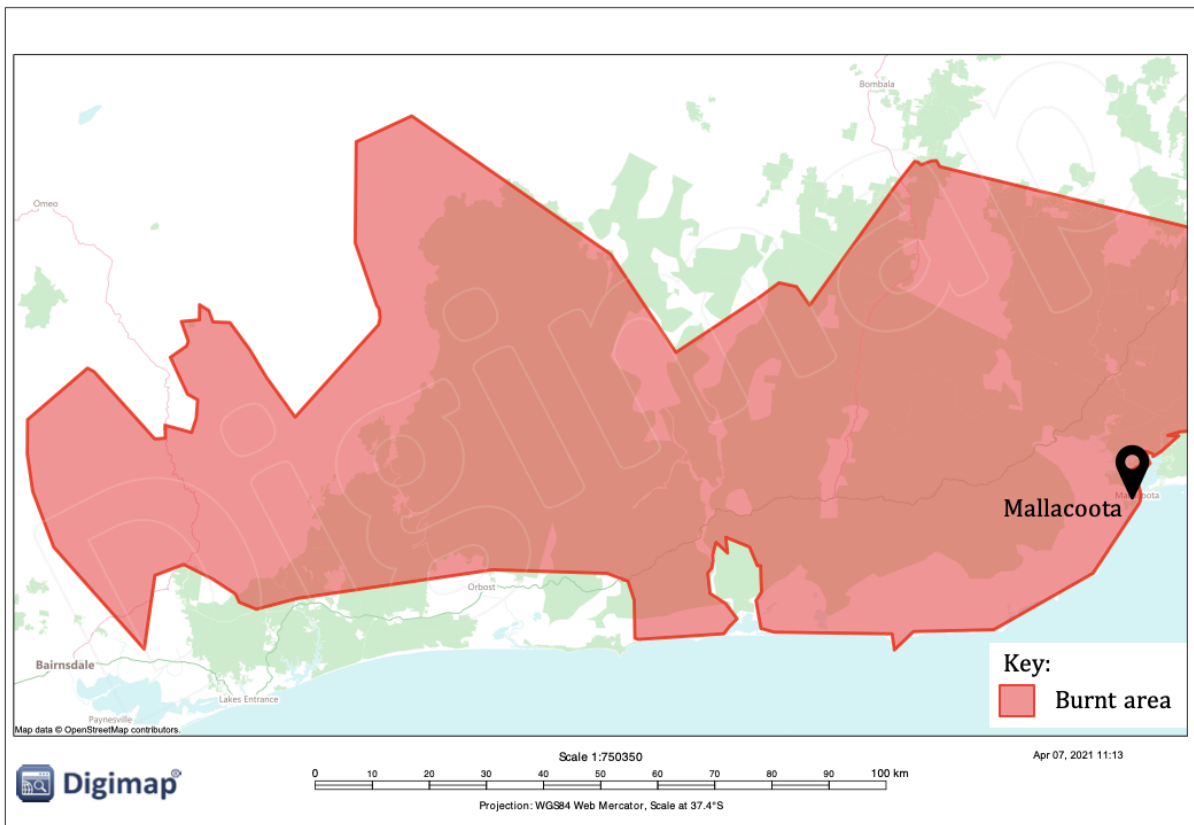 Bombala
Omeo
Mallacoota
Mallacoota
Orbost
Bairnsdale
Lakes Entrance
Paynesville
Key:
Burnt area
Map data © OpenStreetMap contributors.
Digimap
Scale 1:750350
Apr 07, 2021 11:13
0 10 20 30 40 50 60 70 80 90 100 km
Projection: WGS84 Web Mercator, Scale at 37.4°S
Digimap